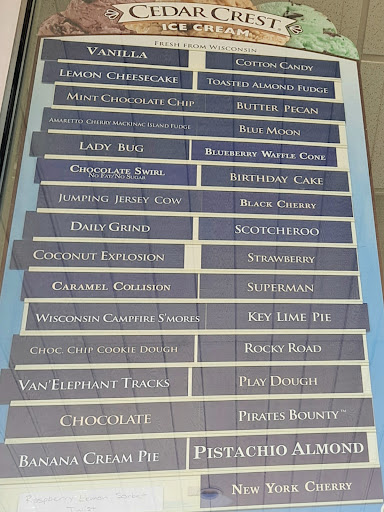 CEDAR CREST
ICE CREAM
FRESH FROM WISCONSIN
VANILLA
COTTON CANDY
LEMON CHEESECAKE
TOASTED ALMOND FUDGE
MINT CHOCOLATE CHIP
BUTTER PECAN
AMARETTO CHERRY MACKINAC ISLAND FUDGE
BLUE MOON
LADY BUG
BLUEBERRY WAFFLE CONE
CHOCOLATE SWIRL
NO FAT/NO SUGAR
BIRTHDAY CAKE
JUMPING JERSEY COW
BLACK CHERRY
DAILY GRIND
SCOTCHEROO
COCONUT EXPLOSION
STRAWBERRY
CARAMEL COLLISION
SUPERMAN
WISCONSIN CAMPFIRE S'MORES
KEY LIME PIE
CHOC. CHIP COOKIE DOUGH
ROCKY ROAD
VAN ELEPHANT TRACKS
PLAY DOUGH
CHOCOLATE
PIRATES BOUNTY™
BANANA CREAM PIE
PISTACHIO ALMOND
NEW YORK CHERRY